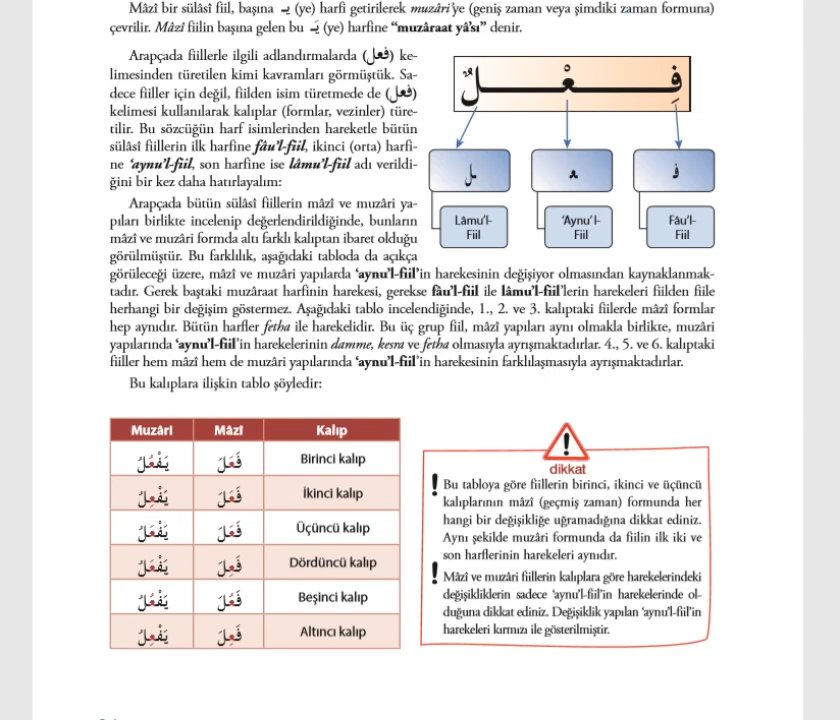 Mâzî bir sülâsî fiil, başına يـ (ye) harfi getirilerek muzâri'ye (geniş zaman veya şimdiki zaman formuna)
çevrilir. Mâzî fiilin başına gelen bu يَـ (ye) harfine "muzâraat yâ'sı" denir.
Arapçada fiillerle ilgili adlandırmalarda (فعل) ke-
limesinden türetilen kimi kavramları görmüştük. Sa-
dece fiiller için değil, fiilden isim türetmede de (فعل)
kelimesi kullanılarak kalıplar (formlar, vezinler) türe-
tilir. Bu sözcüğün harf isimlerinden hareketle bütün
sülâsî fiillerin ilk harfine fâu'l-fiil, ikinci (orta) harfi-
ne 'aynu'l-fiil, son harfine ise lâmu'l-fiil adı verildi-
ğini bir kez daha hatırlayalım:
فِـعْـلٌ
لـ ـعـ فـ
Lâmu'l-Fiil 'Aynu'l-Fiil Fâu'l-Fiil
Arapçada bütün sülâsî fiillerin mâzî ve muzâri ya-
pıları birlikte incelenip değerlendirildiğinde, bunların
mâzî ve muzâri formda altı farklı kalıptan ibaret olduğu
görülmüştür. Bu farklılık, aşağıdaki tabloda da açıkça
görüleceği üzere, mâzî ve muzâri yapılarda 'aynu'l-fiil'in harekesinin değişiyor olmasından kaynaklanmak-
tadır. Gerek baştaki muzâraat harfinin harekesi, gerekse fâu'l-fiil ile lâmu'l-fiil'lerin harekeleri fiilden fiile
herhangi bir değişim göstermez. Aşağıdaki tablo incelendiğinde, 1., 2. ve 3. kalıptaki fiilerde mâzî formlar
hep aynıdır. Bütün harfler fetha ile harekelidir. Bu üç grup fiil, mâzî yapıları aynı olmakla birlikte, muzâri
yapılarında 'aynu'l-fiil'in harekelerinin damme, kesra ve fetha olmasıyla ayrışmaktadırlar. 4., 5. ve 6. kalıptaki
fiiller hem mâzî hem de muzâri yapılarında 'aynu'l-fiil'in harekesinin farklılaşmasıyla ayrışmaktadırlar.
Bu kalıplara ilişkin tablo şöyledir:
Muzârî Mâzî Kalıp
يَفْعُلُ فَعَلَ Birinci kalıp
يَفْعِلُ فَعَلَ İkinci kalıp
يَفْعَلُ فَعَلَ Üçüncü kalıp
يَفْعَلُ فَعِلَ Dördüncü kalıp
يَفْعُلُ فَعُلَ Beşinci kalıp
يَفْعِلُ فَعِلَ Altıncı kalıp
dikkat
! Bu tabloya göre fiillerin birinci, ikinci ve üçüncü
kalıplarının mâzî (geçmiş zaman) formunda her
hangi bir değişikliğe uğramadığına dikkat ediniz.
Aynı şekilde muzâri formunda da fiilin ilk iki ve
son harflerinin harekeleri aynıdır.
! Mâzî ve muzâri fiillerin kalıplara göre harekelerindeki
değişikliklerin sadece 'aynu'l-fiil'in harekelerinde ol-
duğuna dikkat ediniz. Değişiklik yapılan 'aynu'l-fiil'in
harekeleri kırmızı ile gösterilmiştir.